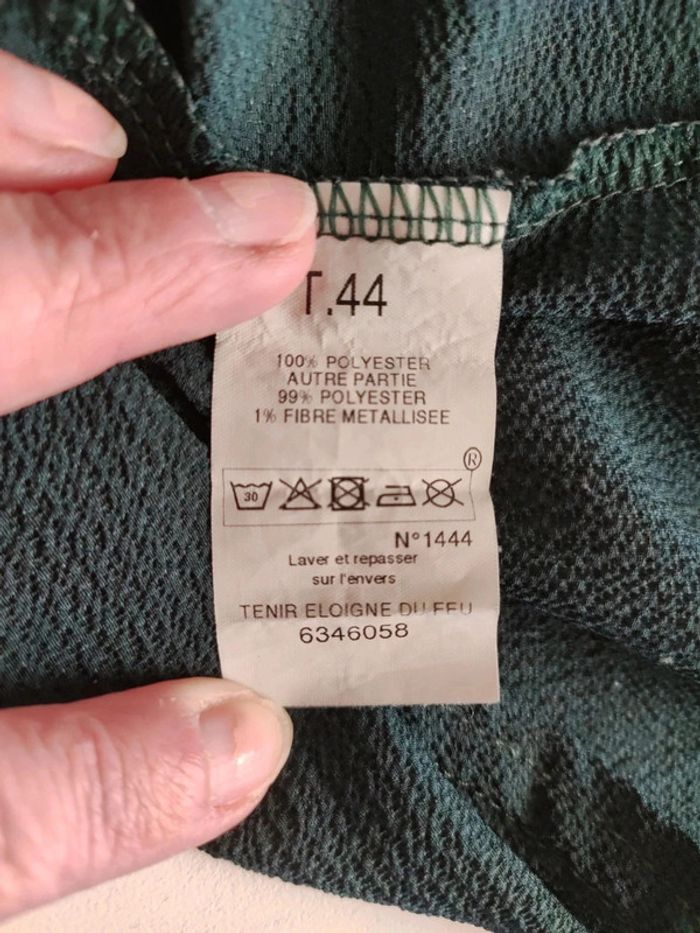 T.44
100% POLYESTER
AUTRE PARTIE
99% POLYESTER
1% FIBRE METALLISEE
®
30
N°1444
Laver et repasser
sur l'envers
TENIR ELOIGNE DU FEU
6346058